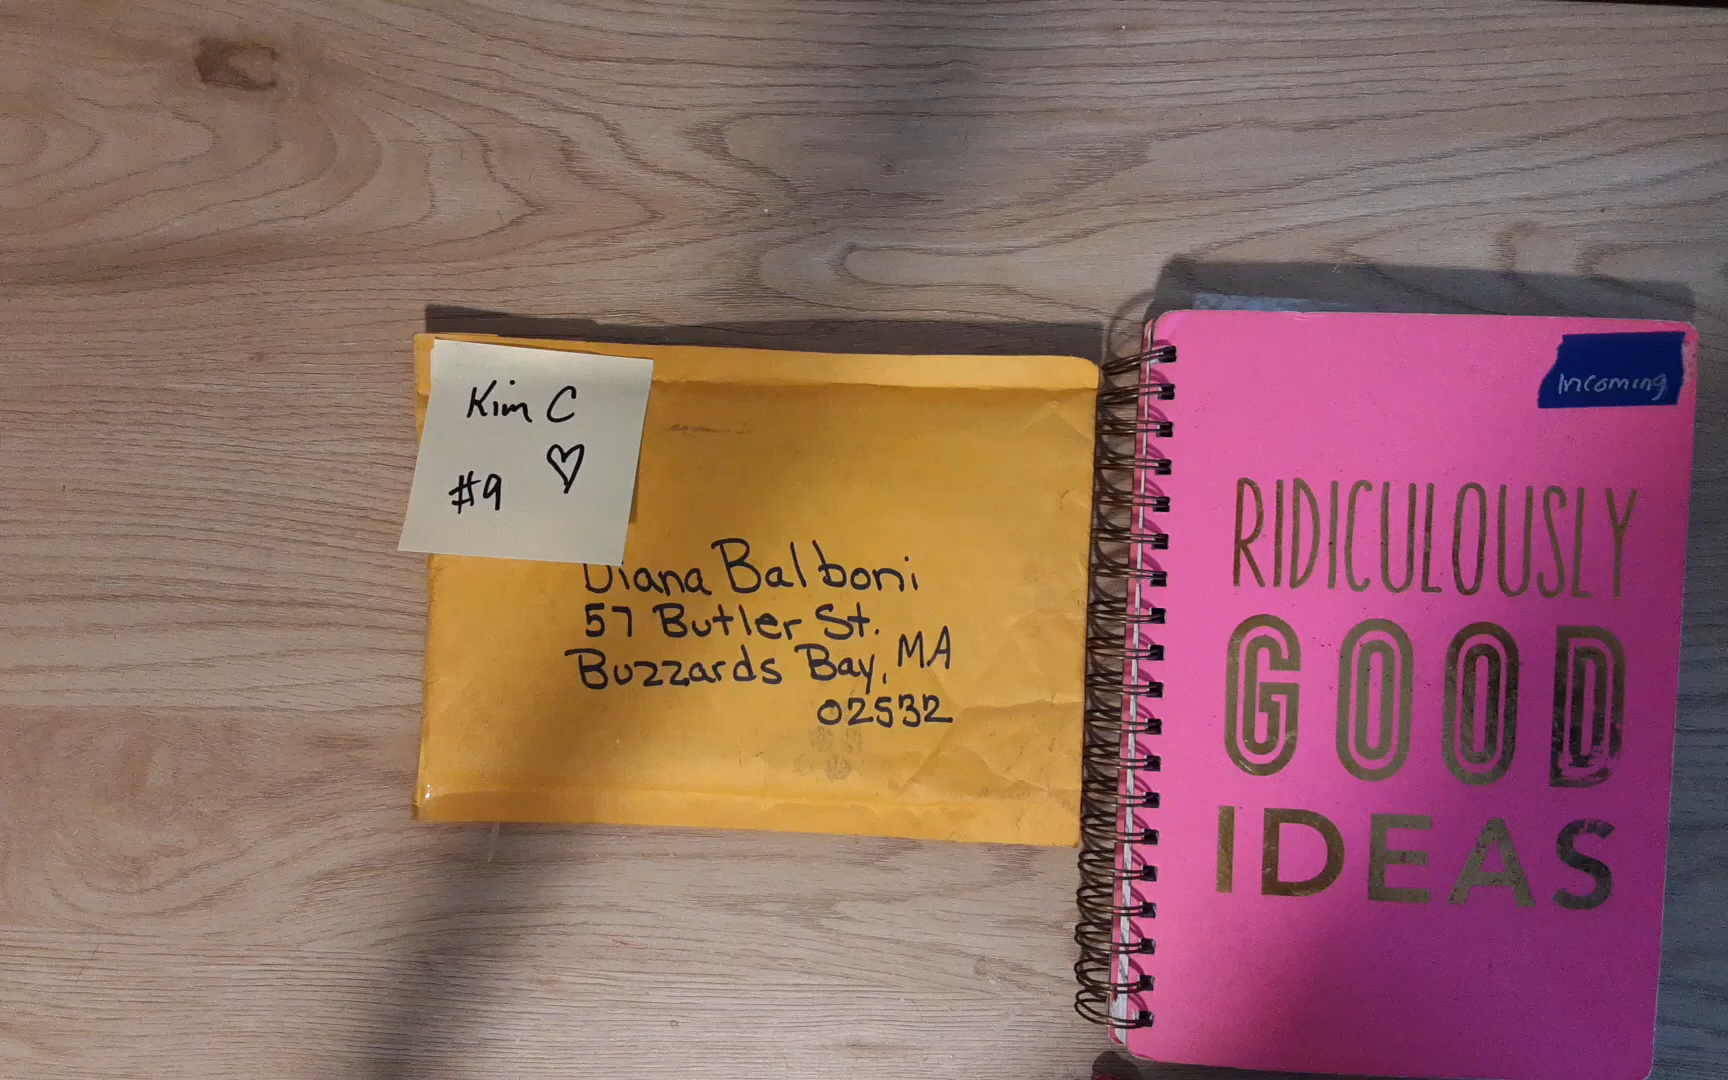 Kim C
♡
#9
Diana Balboni
57 Butler St.
Buzzards Bay, MA
02532
Incoming
RIDICULOUSLY
GOOD
IDEAS